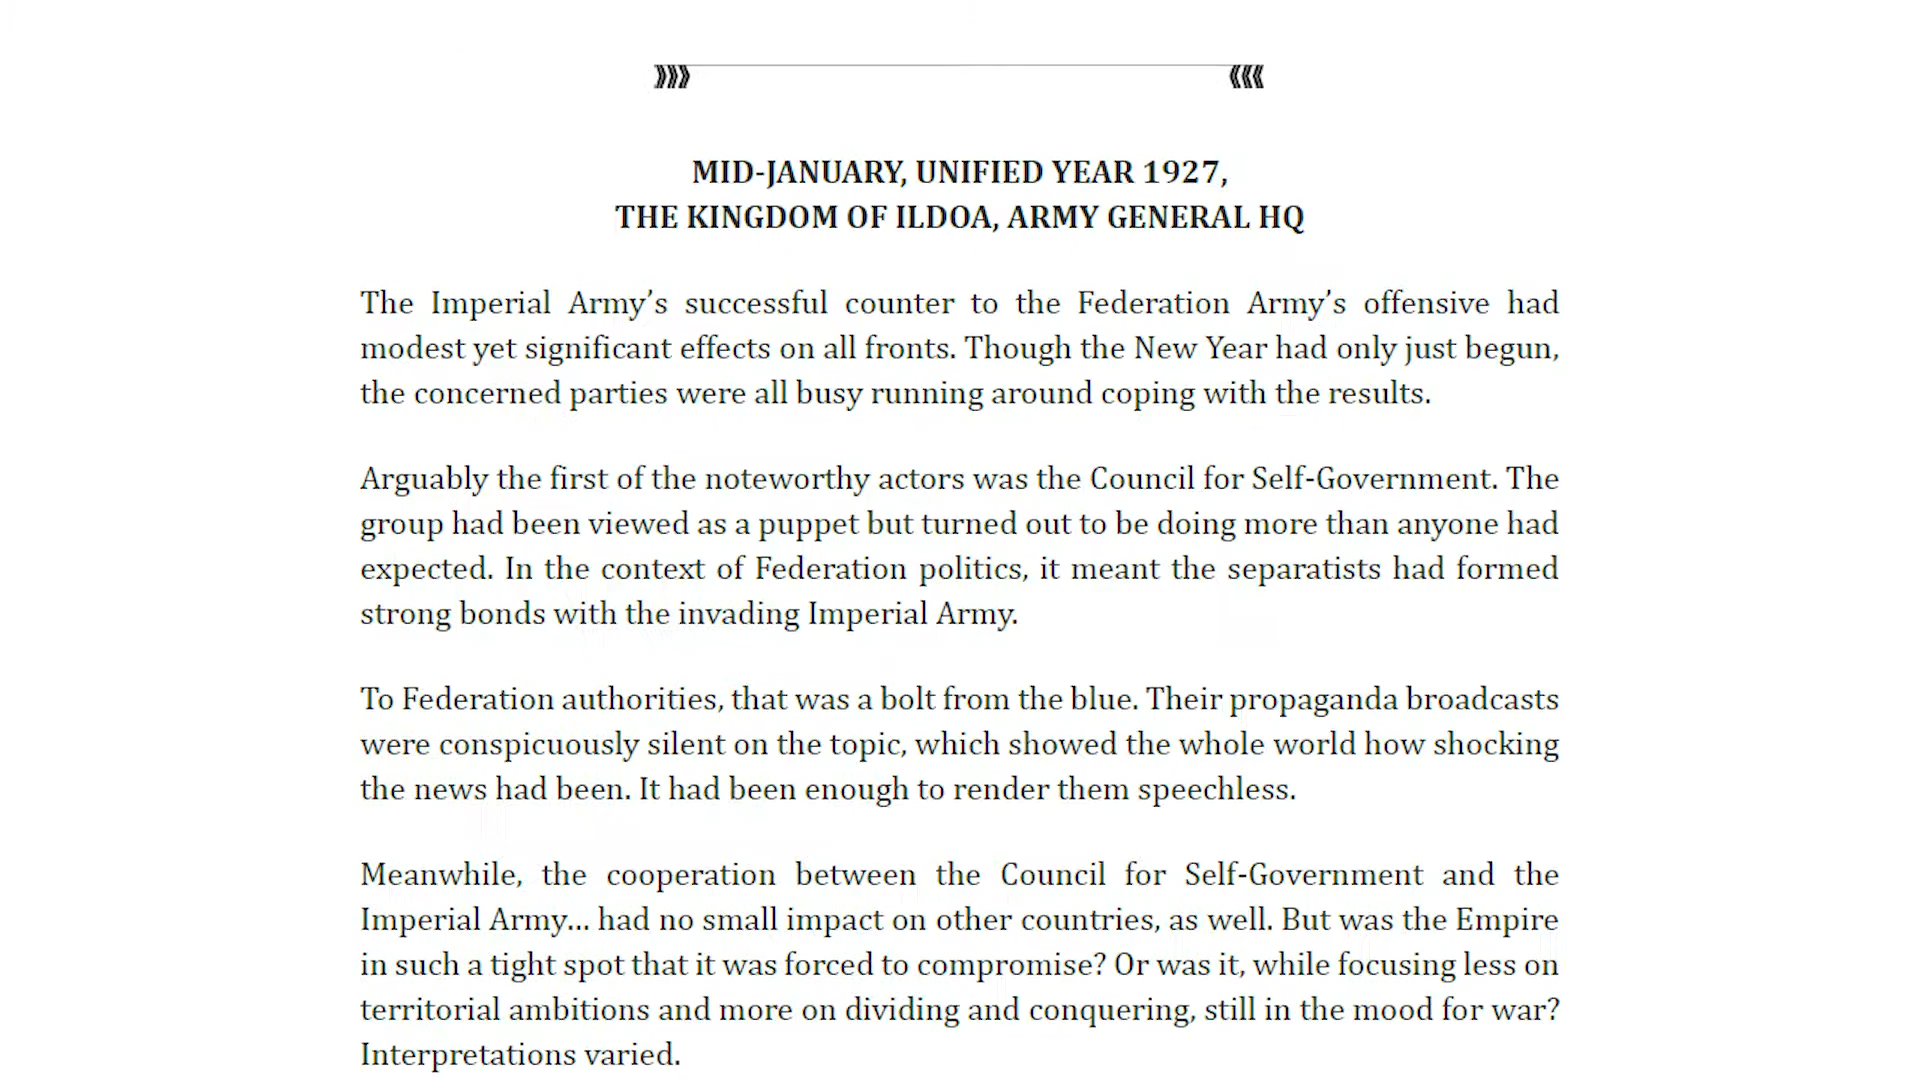 MID-JANUARY, UNIFIED YEAR 1927,
THE KINGDOM OF ILDOA, ARMY GENERAL HQ
The Imperial Army’s successful counter to the Federation Army’s offensive had
modest yet significant effects on all fronts. Though the New Year had only just begun,
the concerned parties were all busy running around coping with the results.
Arguably the first of the noteworthy actors was the Council for Self-Government. The
group had been viewed as a puppet but turned out to be doing more than anyone had
expected. In the context of Federation politics, it meant the separatists had formed
strong bonds with the invading Imperial Army.
To Federation authorities, that was a bolt from the blue. Their propaganda broadcasts
were conspicuously silent on the topic, which showed the whole world how shocking
the news had been. It had been enough to render them speechless.
Meanwhile, the cooperation between the Council for Self-Government and the
Imperial Army… had no small impact on other countries, as well. But was the Empire
in such a tight spot that it was forced to compromise? Or was it, while focusing less on
territorial ambitions and more on dividing and conquering, still in the mood for war?
Interpretations varied.